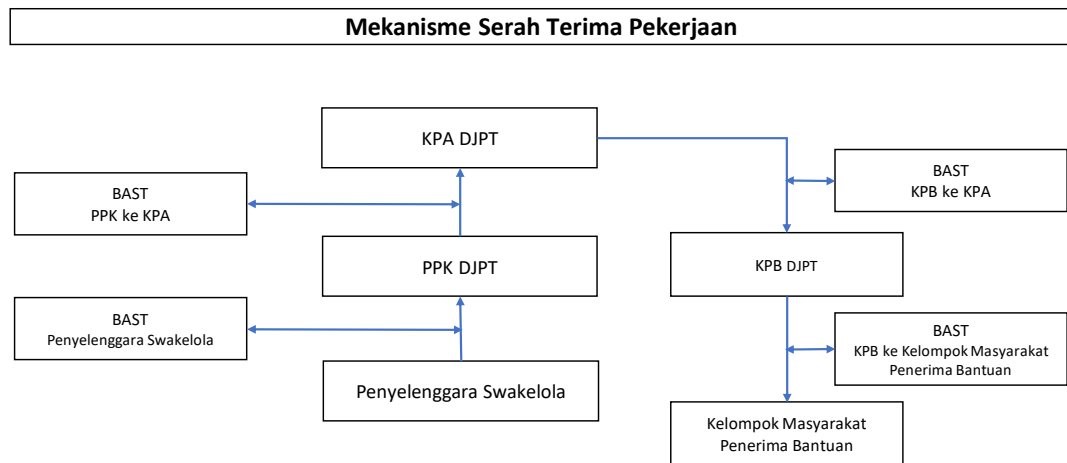 Mekanisme Serah Terima Pekerjaan
KPA DJPT
BAST
PPK ke KPA
BAST
KPB ke KPA
PPK DJPT
KPB DJPT
BAST
Penyelenggara Swakelola
BAST
KPB ke Kelompok Masyarakat
Penerima Bantuan
Penyelenggara Swakelola
Kelompok Masyarakat
Penerima Bantuan